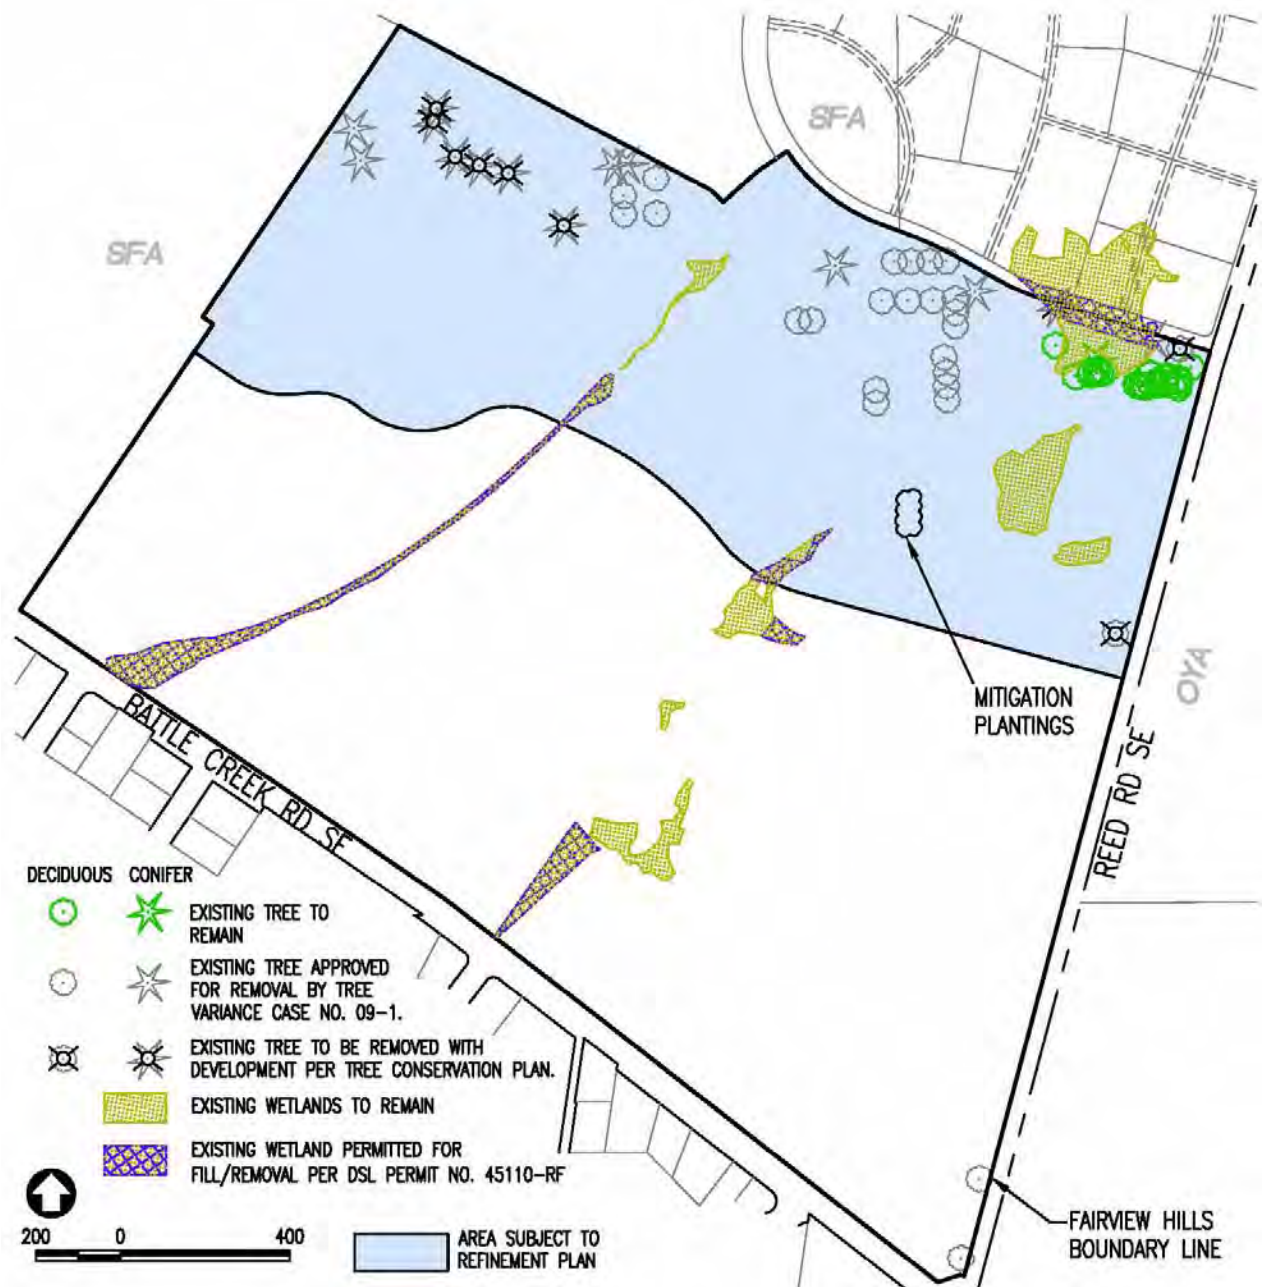 SFA
SFA
OYA
MITIGATION
PLANTINGS
REED RD SE
BATTLE CREEK RD SE
DECIDUOUS CONIFER
EXISTING TREE TO
REMAIN
EXISTING TREE APPROVED
FOR REMOVAL BY TREE
VARIANCE CASE NO. 09-1.
EXISTING TREE TO BE REMOVED WITH
DEVELOPMENT PER TREE CONSERVATION PLAN.
EXISTING WETLANDS TO REMAIN
EXISTING WETLAND PERMITTED FOR
FILL/REMOVAL PER DSL PERMIT NO. 45110-RF
200 0 400
AREA SUBJECT TO
REFINEMENT PLAN
FAIRVIEW HILLS
BOUNDARY LINE